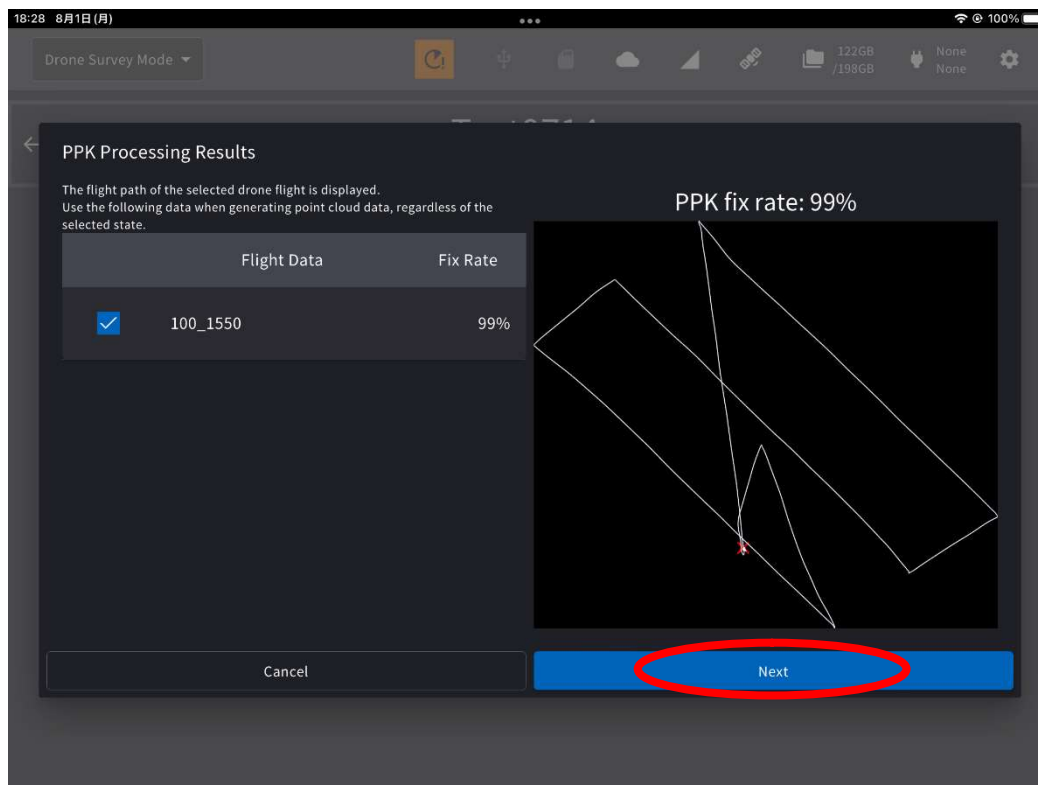 18:28 8月1日(月)
100%
Drone Survey Mode
122GB
/198GB
None
None
PPK Processing Results
The flight path of the selected drone flight is displayed.
Use the following data when generating point cloud data, regardless of the
selected state.
Flight Data Fix Rate
100_1550 99%
PPK fix rate: 99%
Cancel
Next